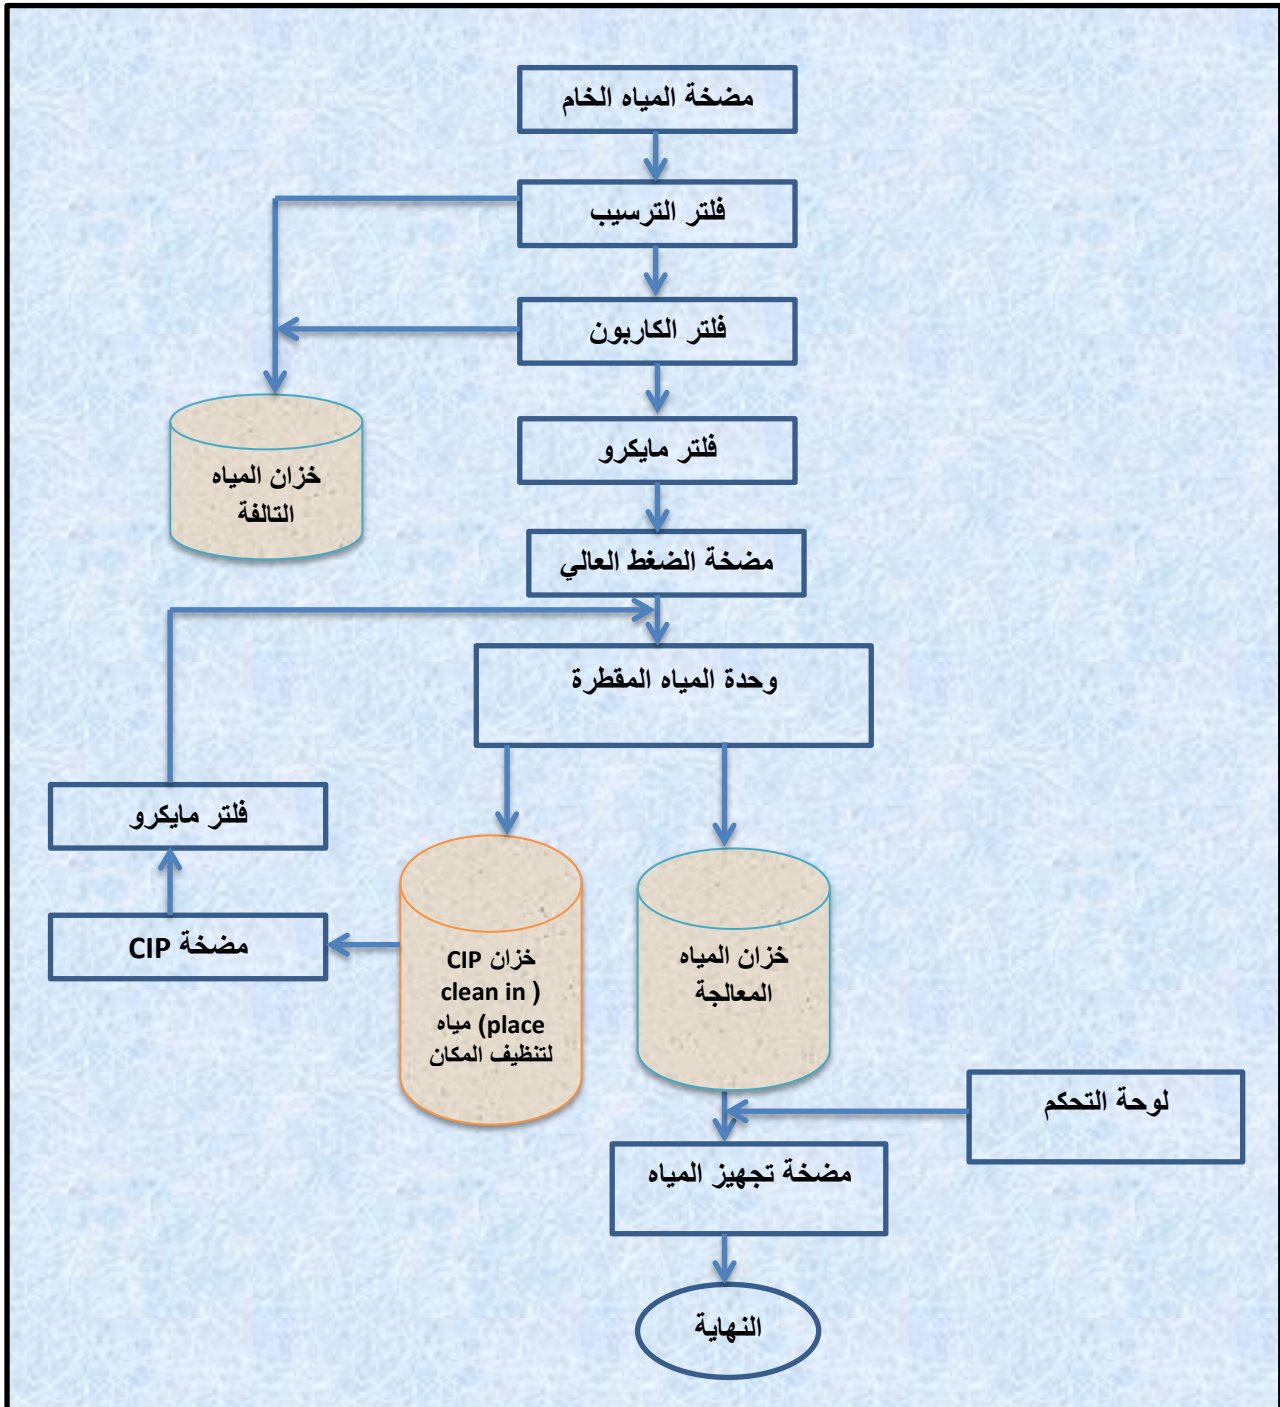 مضخة المياه الخام
فلتر الترسيب
فلتر الكاربون
فلتر مايكرو
خزان المياه
التالفة
مضخة الضغط العالي
وحدة المياه المقطرة
فلتر مايكرو
مضخة CIP
خزان CIP
( clean in
place) مياه
لتنظيف المكان
خزان المياه
المعالجة
لوحة التحكم
مضخة تجهيز المياه
النهاية